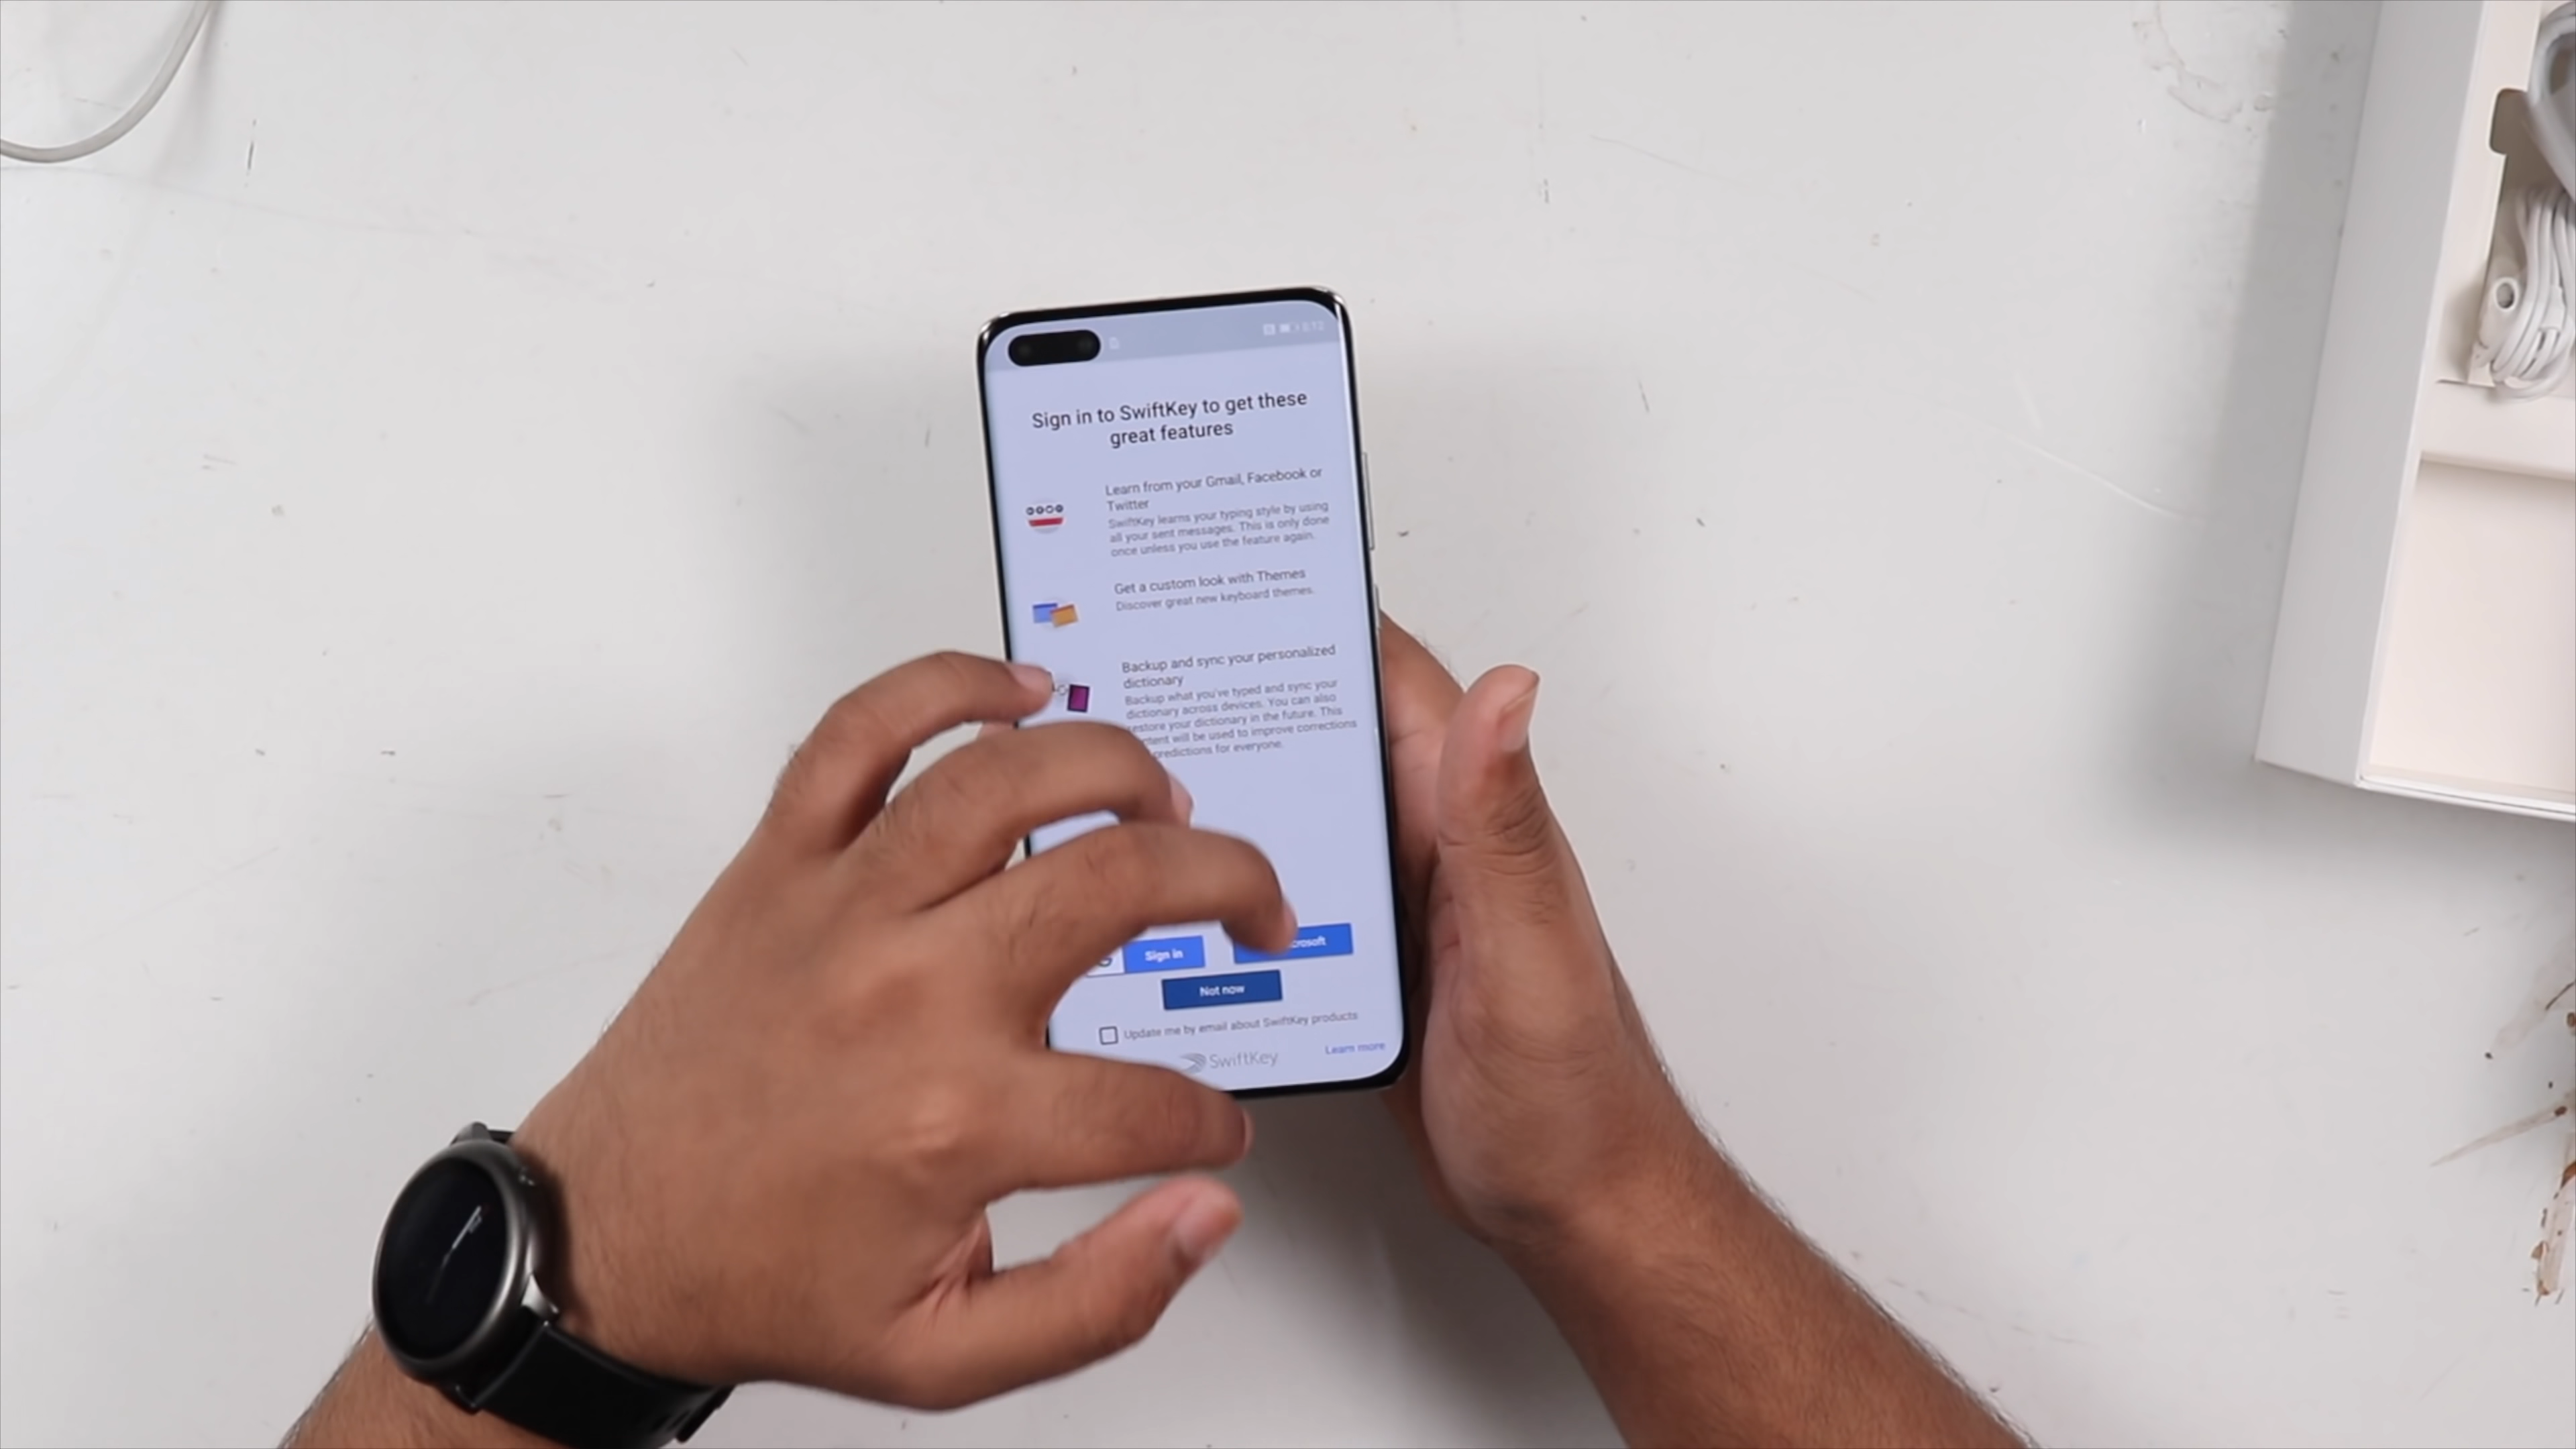 Sign in to SwiftKey to get these
great features
Learn from your Gmail, Facebook or
Twitter
SwiftKey learns your typing style by using
all your sent messages. This is only done
once unless you use the feature again.
Get a custom look with Themes
Discover great new keyboard themes.
Backup and sync your personalized
dictionary
Backup what you've typed and sync your
dictionary across devices. You can also
restore your dictionary in the future. This
will be used to improve corrections
predictions for everyone.
Sign in
Not now
Update me by email about SwiftKey products
SwiftKey
Learn more